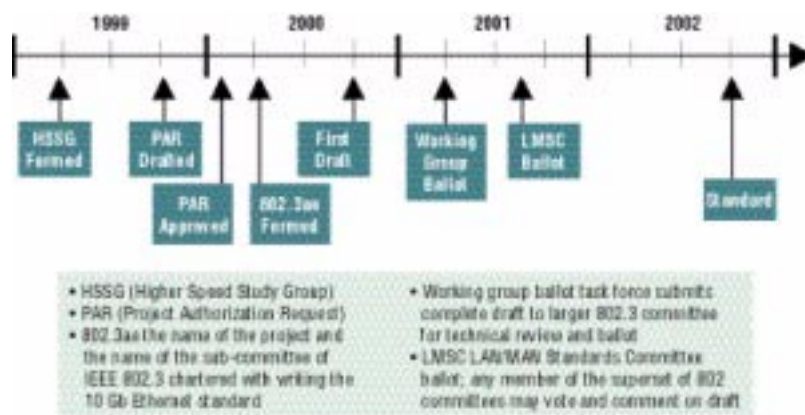 1999 2000 2001 2002
HSSG
Formed
PAR
Drafted
First
Draft
Working
Group
Ballot
LMSC
Ballot
PAR
Approved
802.3ae
Formed
Standard
• HSSG (Higher Speed Study Group)
• PAR (Project Authorization Request)
• 802.3ae the name of the project and
the name of the sub-committee of
IEEE 802.3 chartered with writing the
10 Gb Ethernet standard
• Working group ballot task force submits
complete draft to larger 802.3 committee
for technical review and ballot
• LMSC LAN/MAN Standards Committee
ballot; any member of the superset of 802
committees may vote and comment on draft